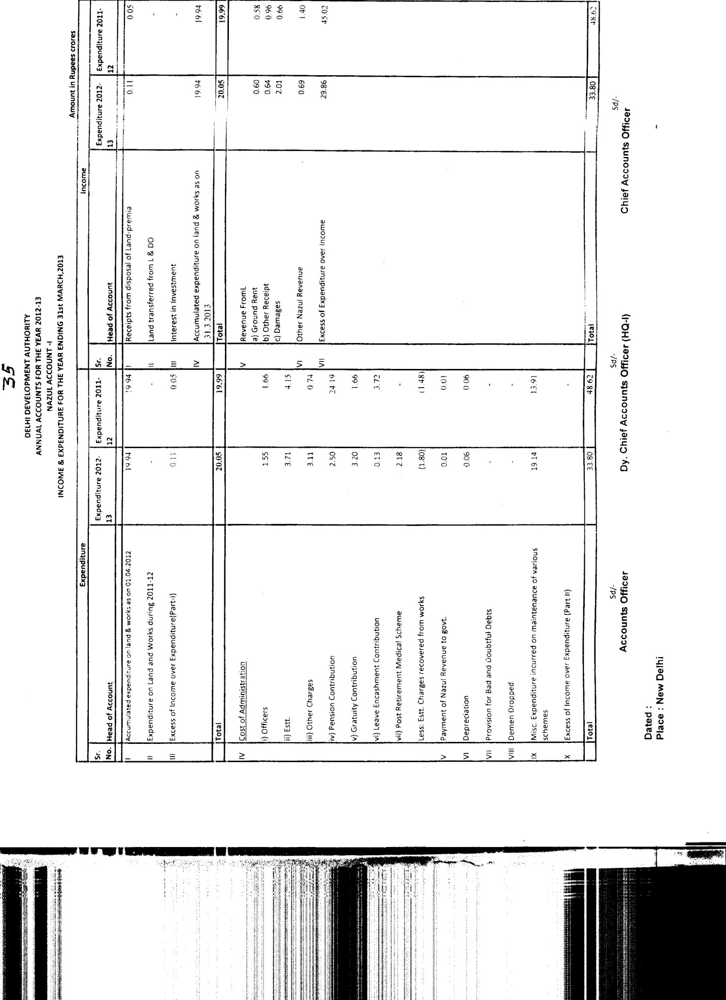 35
DELHI DEVELOPMENT AUTHORITY
ANNUAL ACCOUNTS FOR THE YEAR 2012-13
NAZUL ACCOUNT -I
INCOME & EXPENDITURE FOR THE YEAR ENDING 31st MARCH,2013
Amount in Rupees crores
Expenditure Income
Sr. No. Head of Account Expenditure 2012-13 Expenditure 2011-12 Sr. No. Head of Account Expenditure 2012-13 Expenditure 2011-12
I Accumulated expenditure on land & works as on 01.04.2012 19.94 19.94 I Receipts from disposal of Land-premia 0.11 0.05
II Expenditure on Land and Works during 2011-12 - - II Land transferred from L & DO -
III Excess of Income over Expenditure(Part-I) 0.11 0.05 III Interest in Investment -
IV Accumulated expenditure on land & works as on 31.3.2013 19.94 19.94
Total 20.05 19.99 Total 20.05 19.99
IV Cost of Administration V Revenue FromL
a) Ground Rent 0.60 0.58
i) Officers 1.55 1.66 b) Other Receipt 0.64 0.96
c) Damages 2.01 0.66
ii) Estt. 3.71 4.15
iii) Other Charges 3.11 0.74 VI Other Nazul Revenue 0.69 1.40
iv) Pension Contribution 2.50 24.19 VII Excess of Expenditure over Income 29.86 45.02
v) Gratuity Contribution 3.20 1.66
vi) Leave Encashment Contribution 0.13 3.72
vii) Post Retirement Medical Scheme 2.18 -
Less: Estt. Charges recovered from works (1.80) (1.48)
V Payment of Nazul Revenue to govt. 0.01 0.01
VI Depreciation 0.06 0.06
VII Provision for Bad and Doubtful Debts - -
VIII Demen Dropped - -
IX Misc. Expenditure incurred on maintenance of various schemes 19.14 13.91
X Excess of Income over Expenditure (Part II) -
Total 33.80 48.62 Total 33.80 48.62
Sd/- Sd/- Sd/-
Accounts Officer Dy. Chief Accounts Officer (HQ-I) Chief Accounts Officer
Dated :
Place : New Delhi